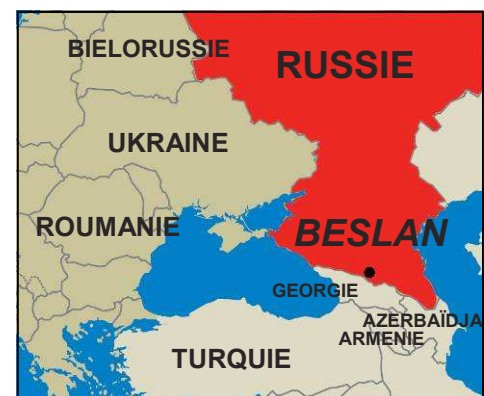 BIELORUSSIE
RUSSIE
UKRAINE
ROUMANIE
BESLAN
GEORGIE
AZERBAÏDJA
ARMENIE
TURQUIE